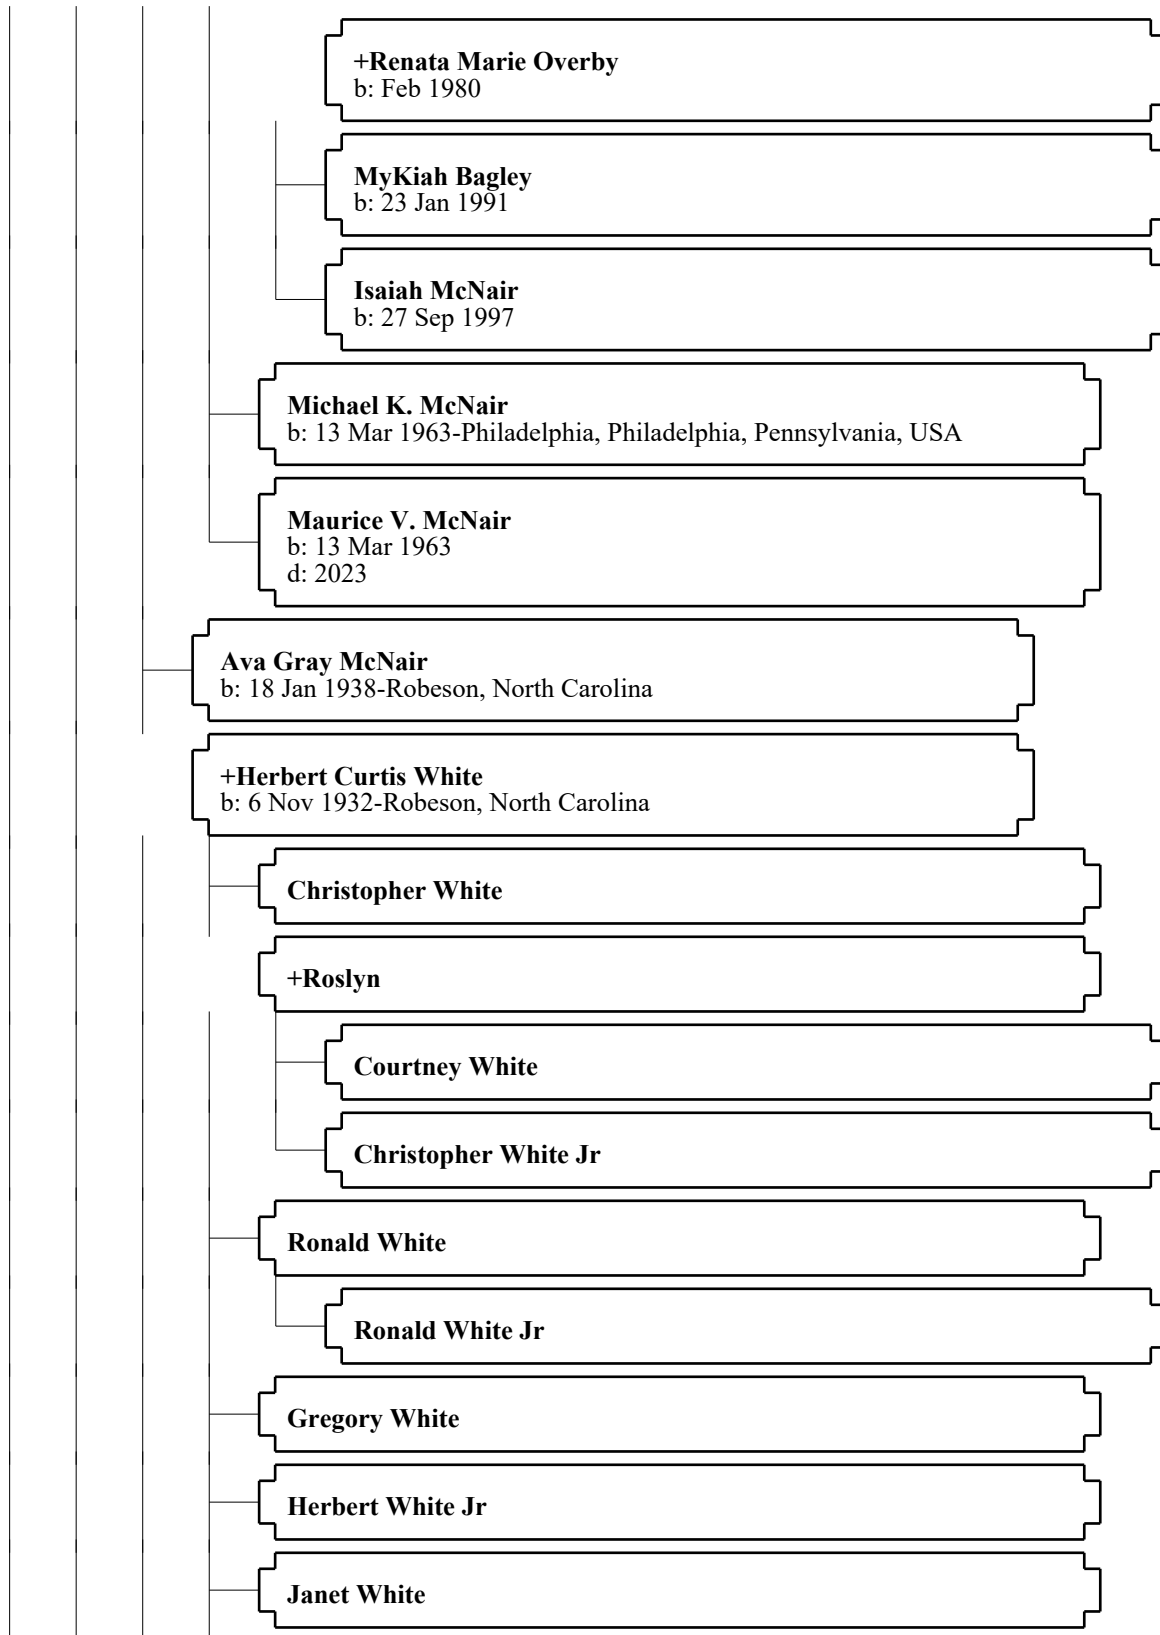 +Renata Marie Overby
b: Feb 1980
MyKiah Bagley
b: 23 Jan 1991
Isaiah McNair
b: 27 Sep 1997
Michael K. McNair
b: 13 Mar 1963-Philadelphia, Philadelphia, Pennsylvania, USA
Maurice V. McNair
b: 13 Mar 1963
d: 2023
Ava Gray McNair
b: 18 Jan 1938-Robeson, North Carolina
+Herbert Curtis White
b: 6 Nov 1932-Robeson, North Carolina
Christopher White
+Roslyn
Courtney White
Christopher White Jr
Ronald White
Ronald White Jr
Gregory White
Herbert White Jr
Janet White